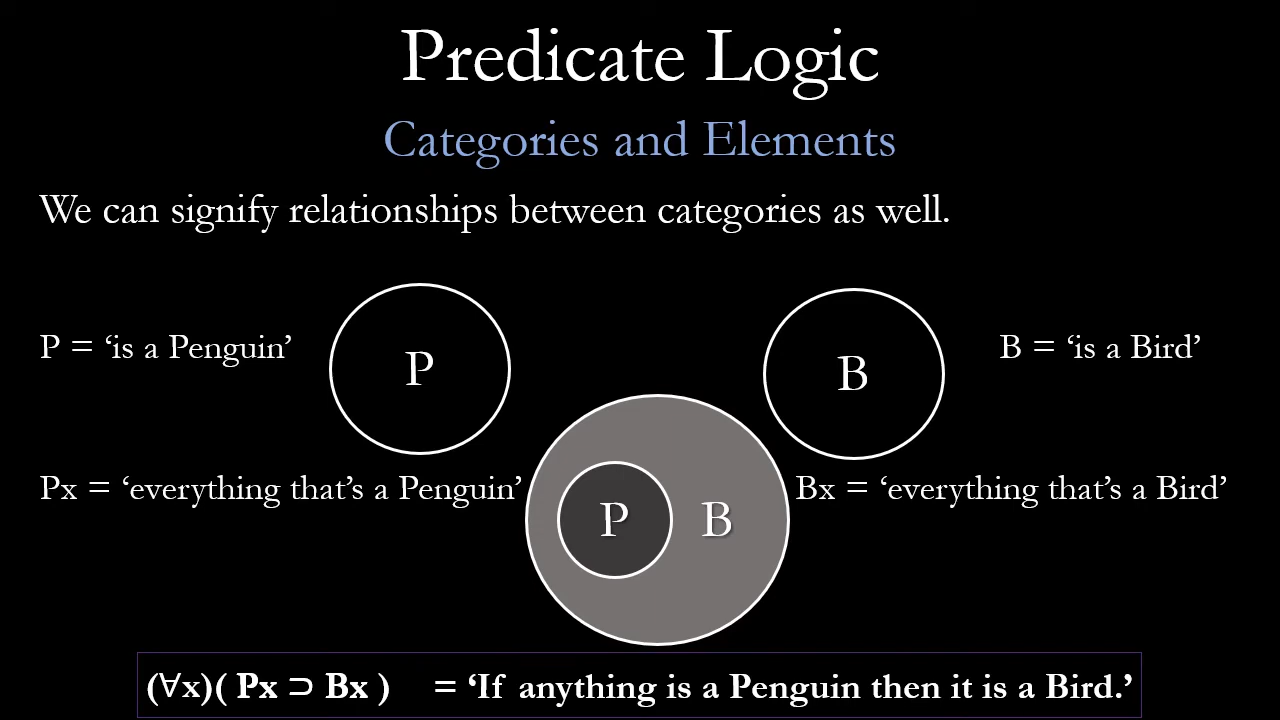 Predicate Logic
Categories and Elements
We can signify relationships between categories as well.
P = ‘is a Penguin’
P
B
B = ‘is a Bird’
Px = ‘everything that’s a Penguin’
P
B
Bx = ‘everything that’s a Bird’
(∀x)( Px ⊃ Bx ) = ‘If anything is a Penguin then it is a Bird.’